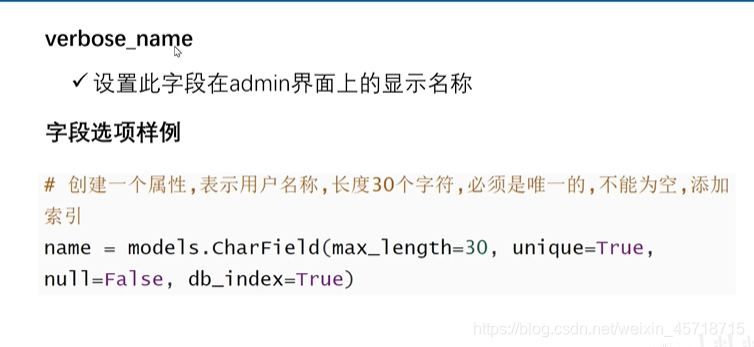 verbose_name
✓ 设置此字段在admin界面上的显示名称
字段选项样例
# 创建一个属性,表示用户名称,长度30个字符,必须是唯一的,不能为空,添加
索引
name = models.CharField(max_length=30, unique=True,
null=False, db_index=True)
https://blog.csdn.net/weixin_45718715